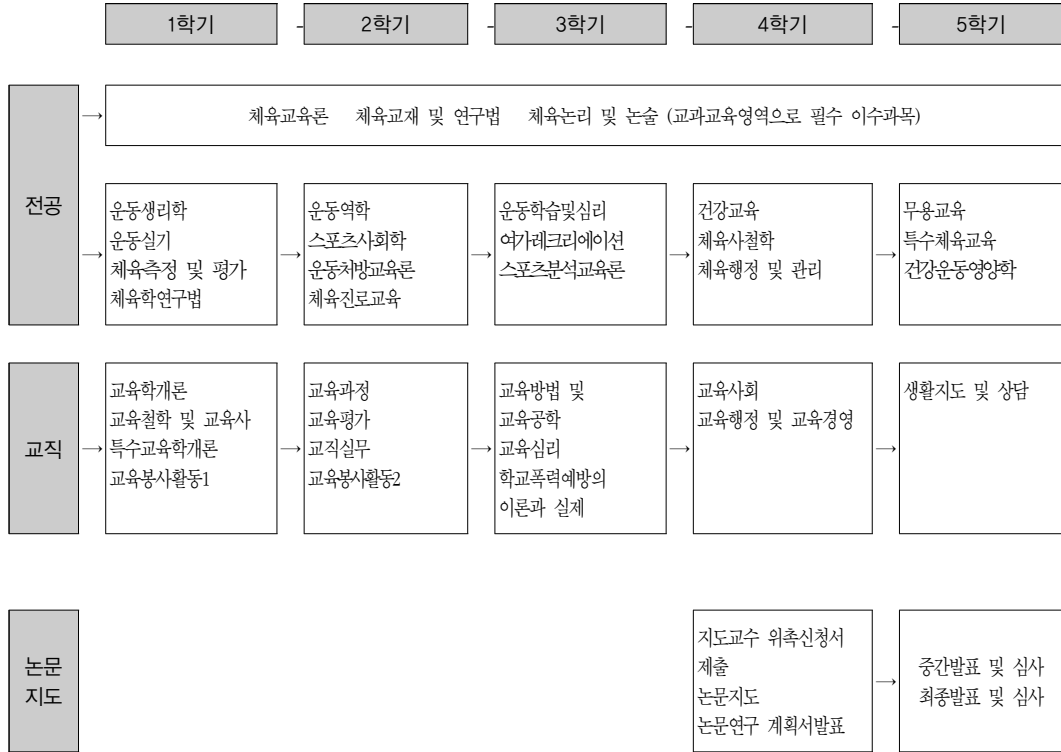 1학기 - 2학기 - 3학기 - 4학기 - 5학기
전공
→ 체육교육론 체육교재 및 연구법 체육논리 및 논술 (교과교육영역으로 필수 이수과목)
→
운동생리학
운동실기
체육측정 및 평가
체육학연구법
→
운동역학
스포츠사회학
운동처방교육론
체육진로교육
→
운동학습및심리
여가레크리에이션
스포츠분석교육론
→
건강교육
체육사철학
체육행정 및 관리
→
무용교육
특수체육교육
건강운동영양학
교직
→
교육학개론
교육철학 및 교육사
특수교육학개론
교육봉사활동1
→
교육과정
교육평가
교직실무
교육봉사활동2
→
교육방법 및
교육공학
교육심리
학교폭력예방의
이론과 실제
→
교육사회
교육행정 및 교육경영
→
생활지도 및 상담
논문
지도
지도교수 위촉신청서
제출
논문지도
논문연구 계획서발표
→
중간발표 및 심사
최종발표 및 심사